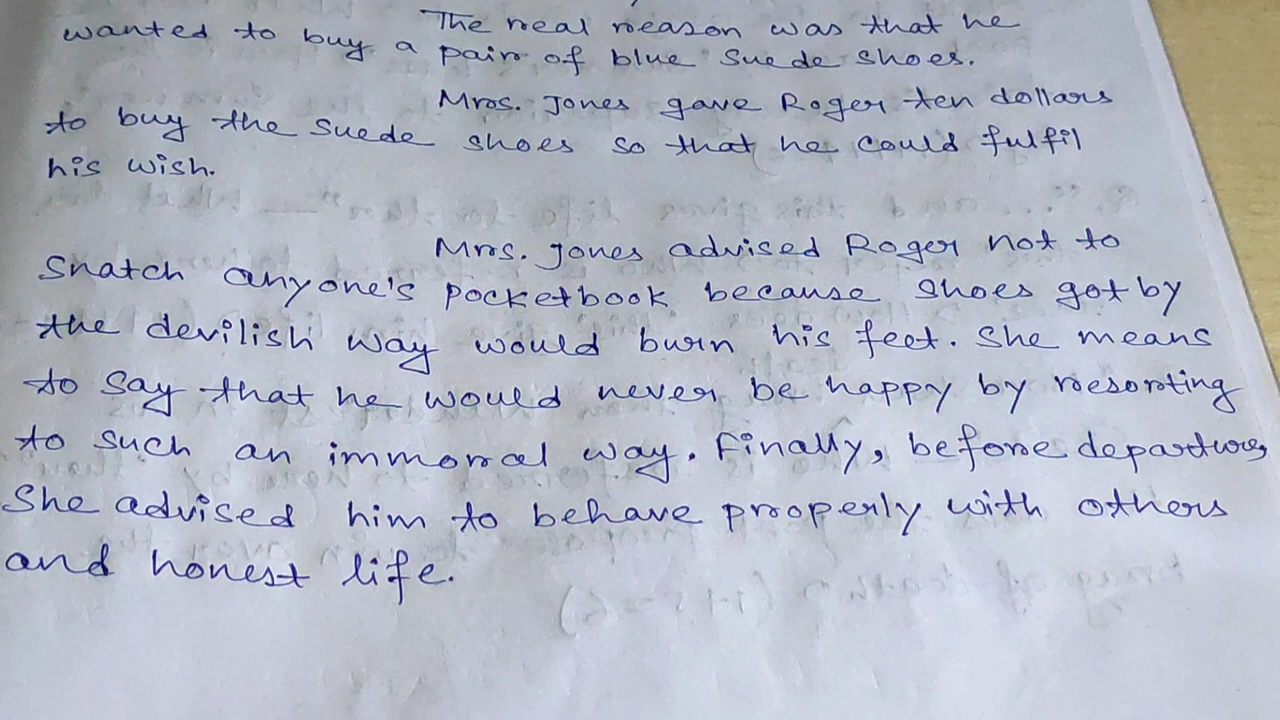 The real reason was that he
wanted to buy a pair of blue suede shoes.
Mrs. Jones gave Roger ten dollars
to buy the suede shoes so that he could fulfil
his wish.
Mrs. Jones advised Roger not to
snatch anyone's pocketbook because shoes got by
the devilish way would burn his feet. She means
to say that he would never be happy by resorting
to such an immoral way. Finally, before departure,
She advised him to behave properly with others
and honest life.